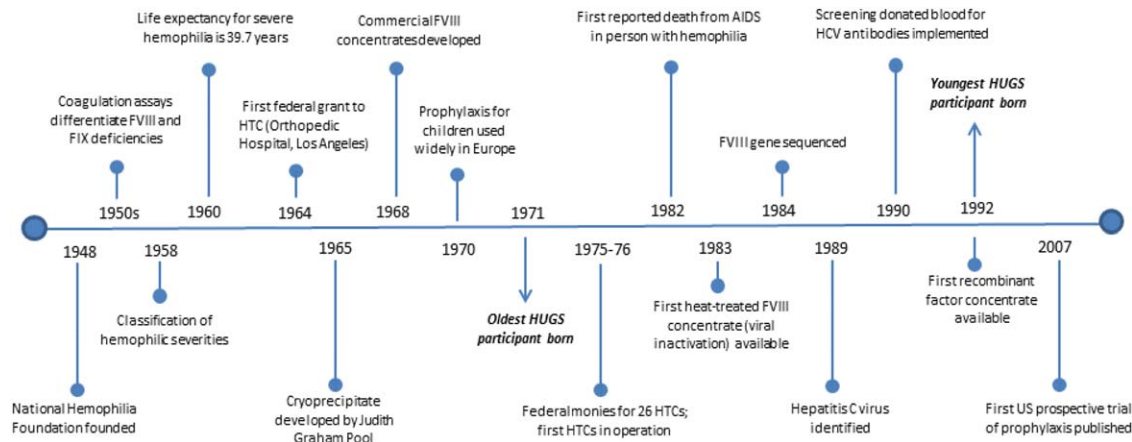 Life expectancy for severe
hemophilia is 39.7 years
Commercial FVIII
concentrates developed
First reported death from AIDS
in person with hemophilia
Screening donated blood for
HCV antibodies implemented
Coagulation assays
differentiate FVIII and
FIX deficiencies
First federal grant to
HTC (Orthopedic
Hospital, Los Angeles)
Prophylaxis for
children used
widely in Europe
FVIII gene sequenced
Youngest HUGS
participant born
1950s
1960
1964
1968
1971
1982
1984
1990
1992
1948
1958
1965
1970
1975-76
1983
1989
2007
Classification of
hemophilic severities
Oldest HUGS
participant born
First heat-treated FVIII
concentrate (viral
inactivation) available
First recombinant
factor concentrate
available
National Hemophilia
Foundation founded
Cryoprecipitate
developed by Judith
Graham Pool
Federal monies for 26 HTCs;
first HTCs in operation
Hepatitis C virus
identified
First US prospective trial
of prophylaxis published